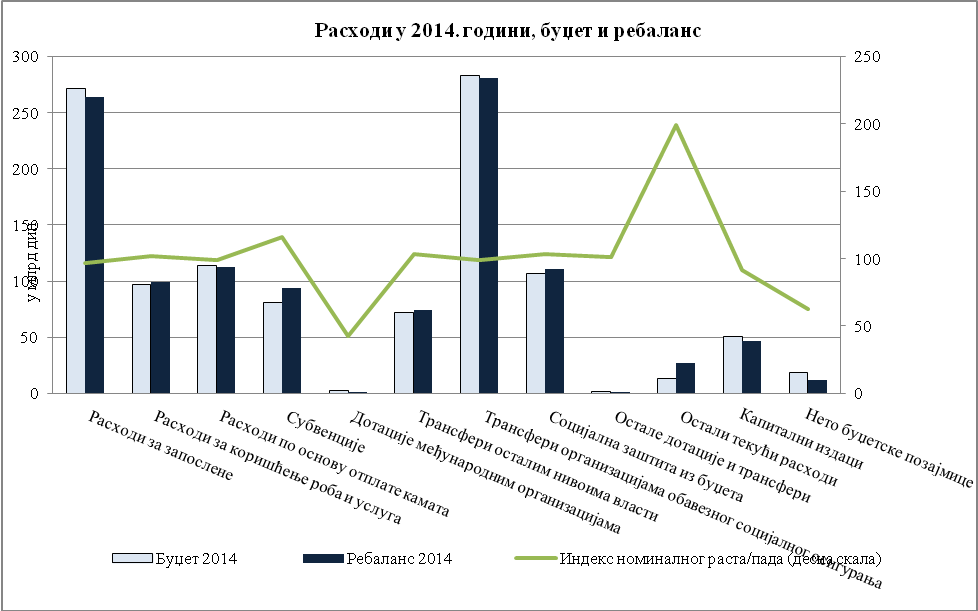 Расходи у 2014. години, буџет и ребаланс
300
250
200
150
100
50
0
у млрд дин.
250
200
150
100
50
0
Расходи за запослене
Расходи за коришћење роба и услуга
Расходи по основу отплате камата
Субвенције
Дотације међународним организацијама
Трансфери осталим нивоима власти
Трансфери организацијама обавезног социјалног осигурања
Социјална заштита из буџета
Остале дотације и трансфери
Остали текући расходи
Капитални издаци
Нето буџетске позајмице
Буџет 2014
Ребаланс 2014
Индекс номиналног раста/пада (десна скала)